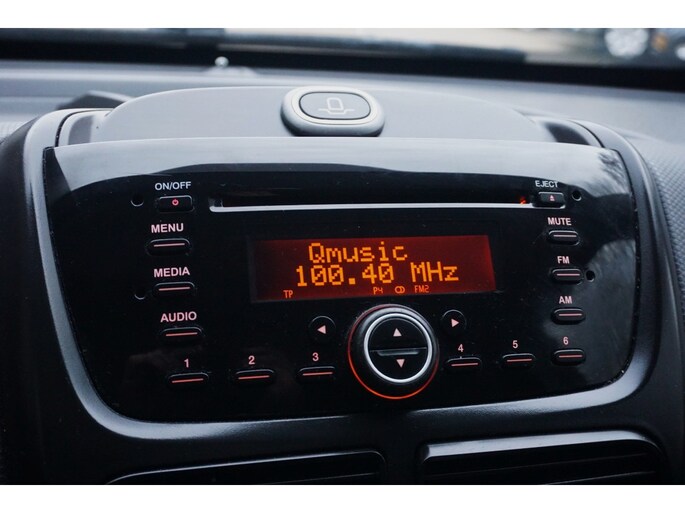 ON/OFF
EJECT
MENU
MUTE
Qmusic
100.40 MHz
MEDIA
FM
TP P4 CD FM2
AUDIO
AM
1 2 3 4 5 6